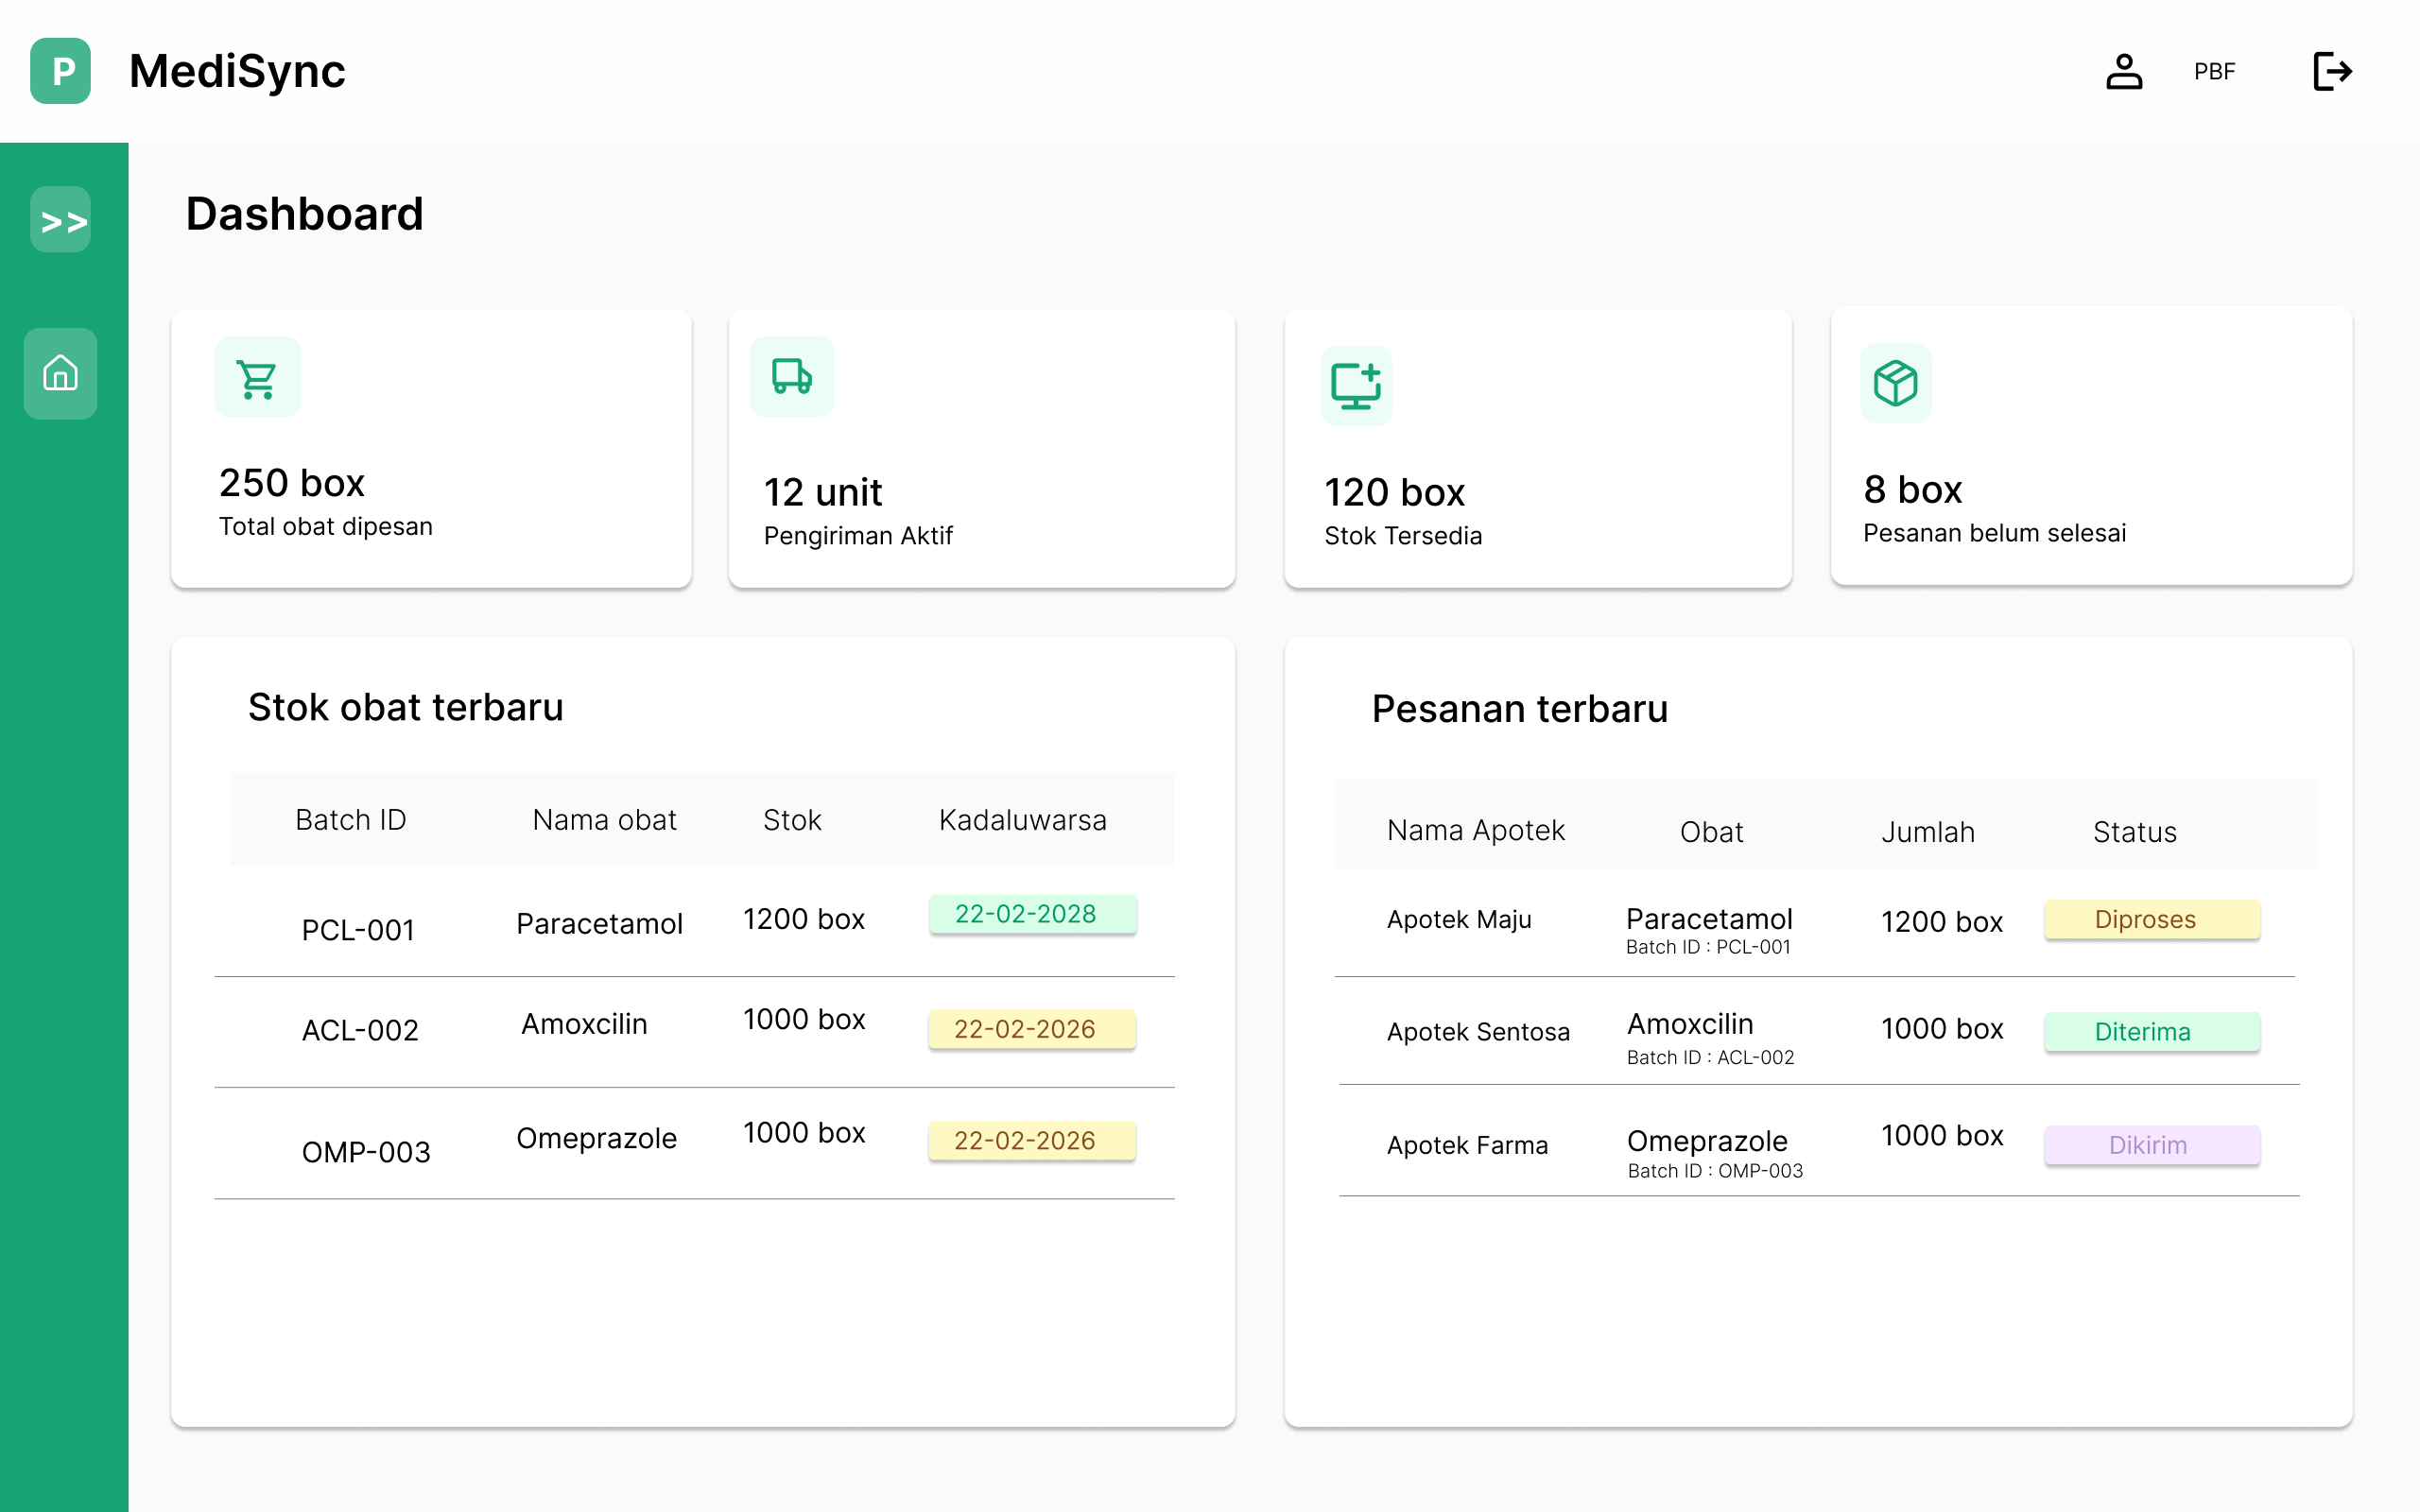 P
MediSync
PBF
>>
Dashboard
250 box
Total obat dipesan
12 unit
Pengiriman Aktif
120 box
Stok Tersedia
8 box
Pesanan belum selesai
Stok obat terbaru
Batch ID Nama obat Stok Kadaluwarsa
PCL-001 Paracetamol 1200 box 22-02-2028
ACL-002 Amoxcilin 1000 box 22-02-2026
OMP-003 Omeprazole 1000 box 22-02-2026
Pesanan terbaru
Nama Apotek Obat Jumlah Status
Apotek Maju Paracetamol 1200 box Diproses
Batch ID : PCL-001
Apotek Sentosa Amoxcilin 1000 box Diterima
Batch ID : ACL-002
Apotek Farma Omeprazole 1000 box Dikirim
Batch ID : OMP-003